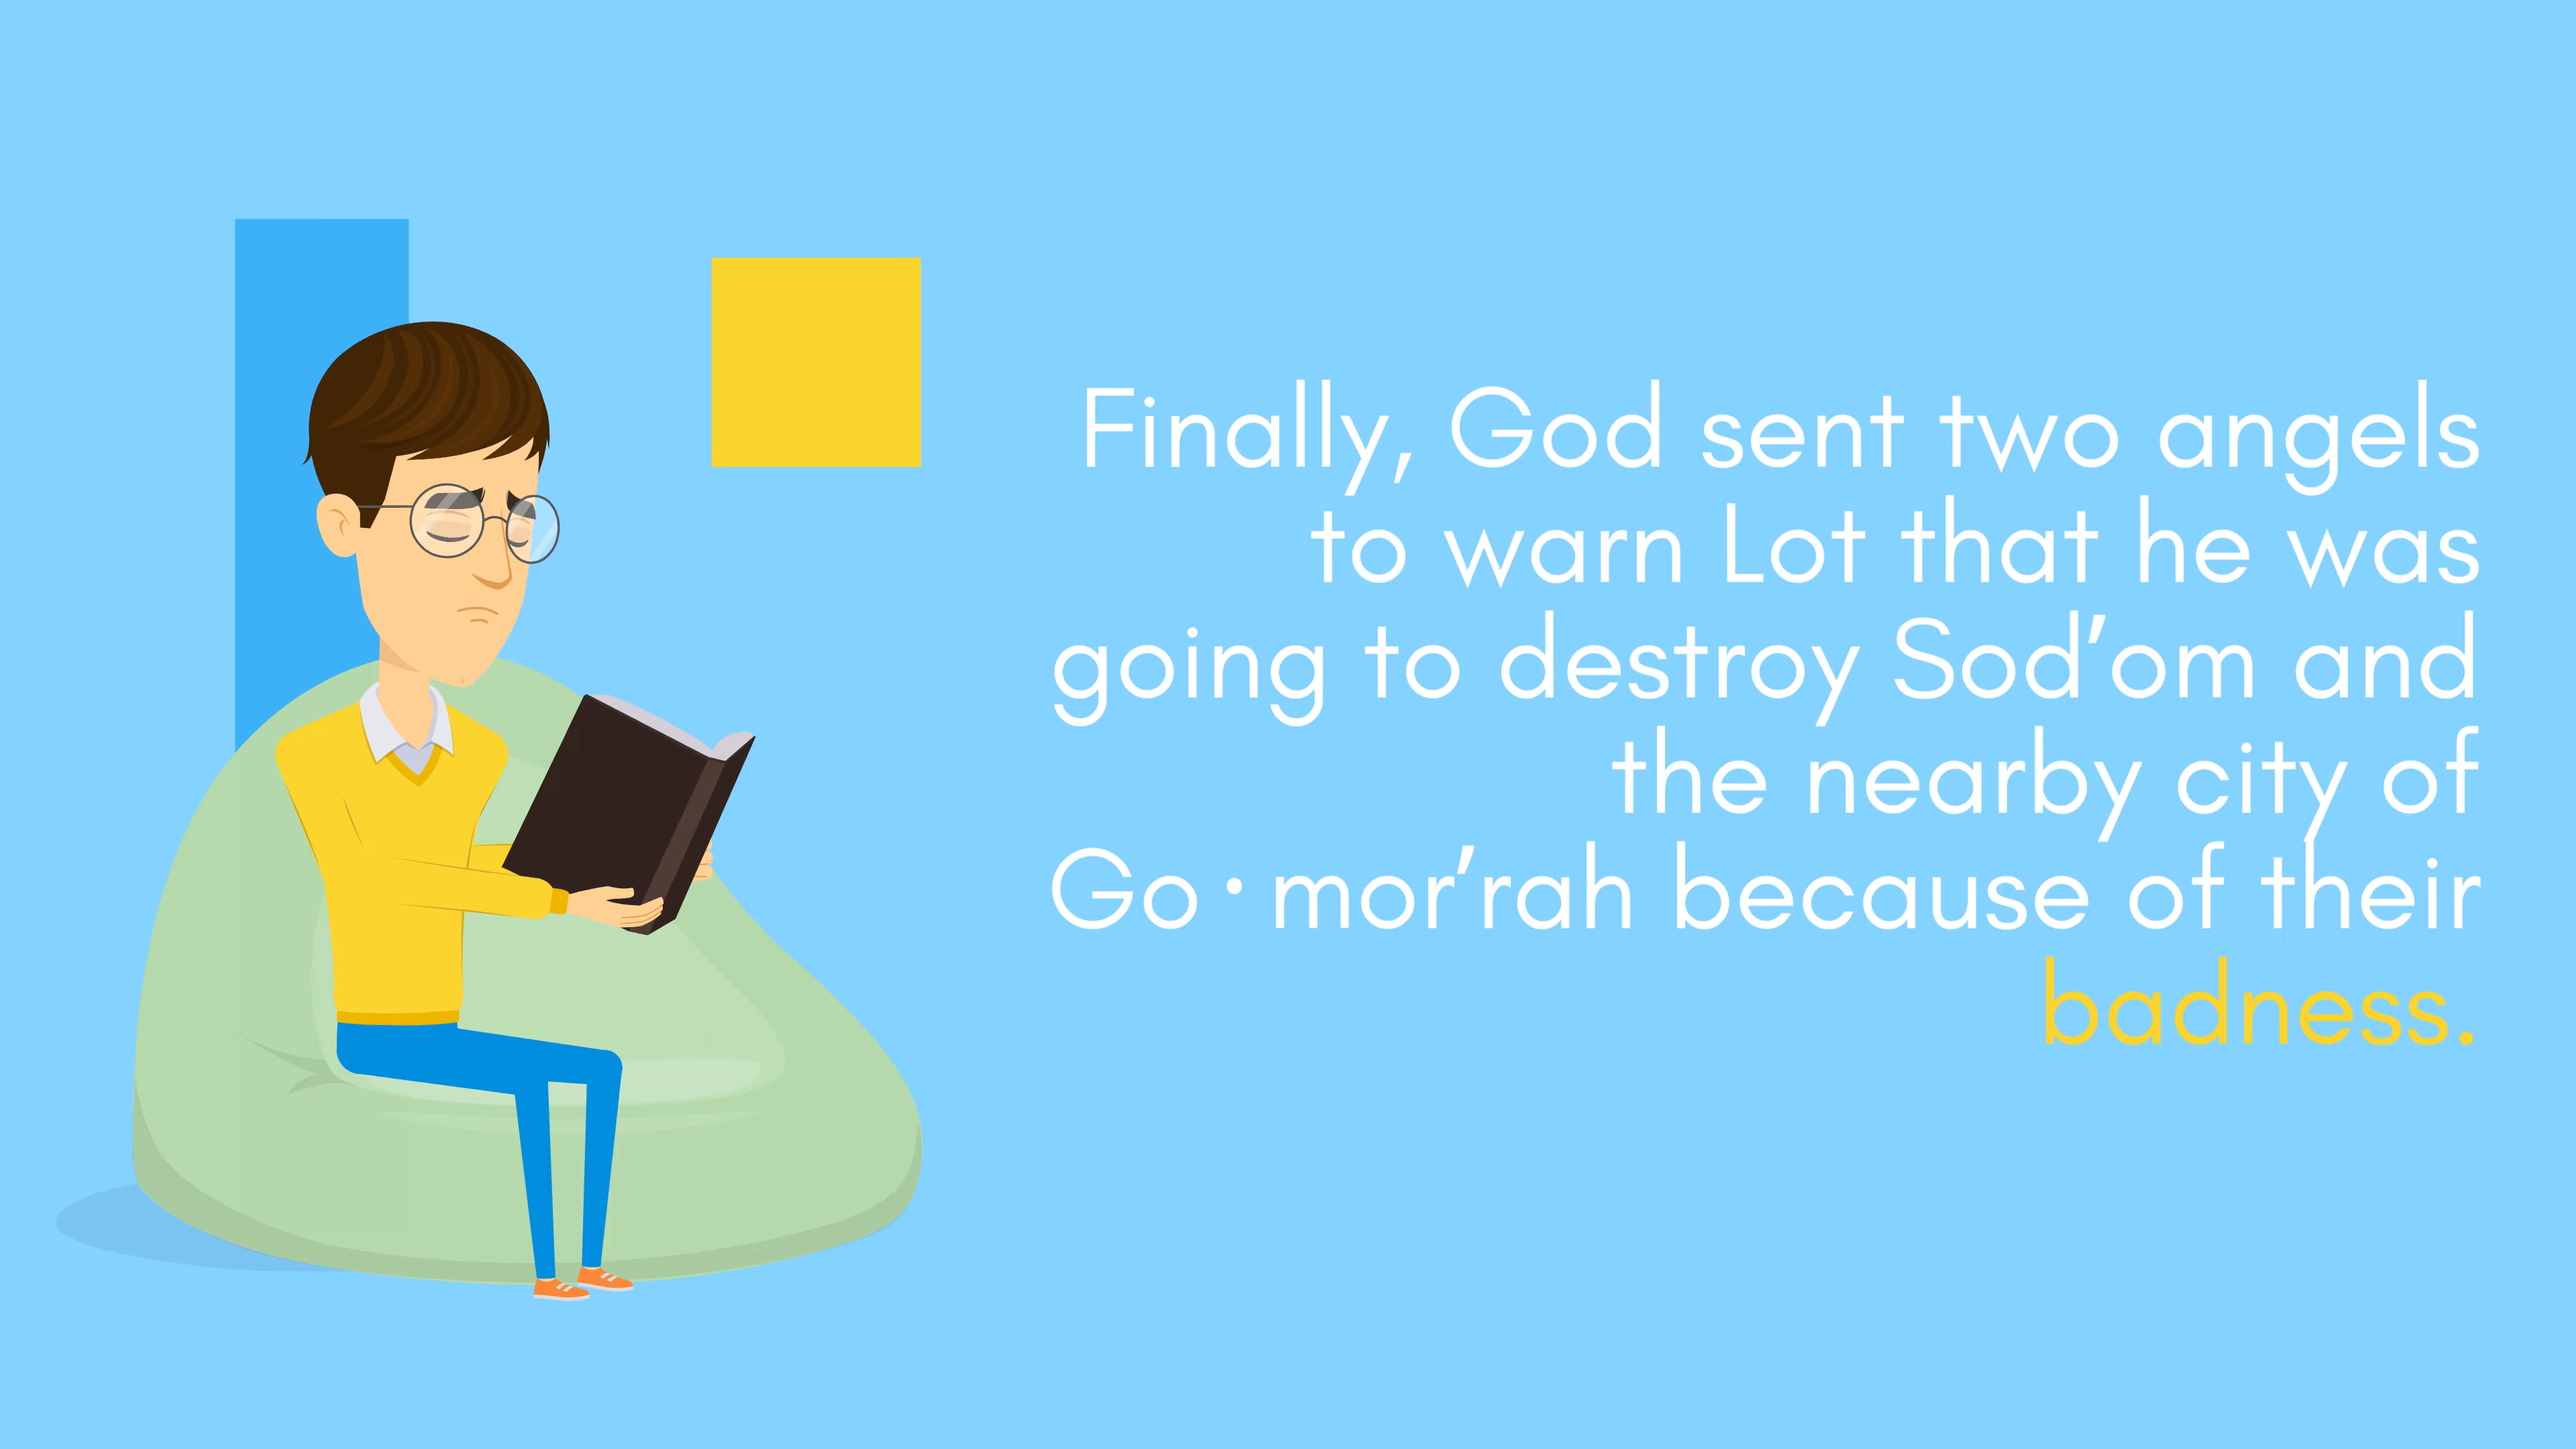 Finally, God sent two angels
to warn Lot that he was
going to destroy Sod′om and
the nearby city of
Go·mor′rah because of their
badness.